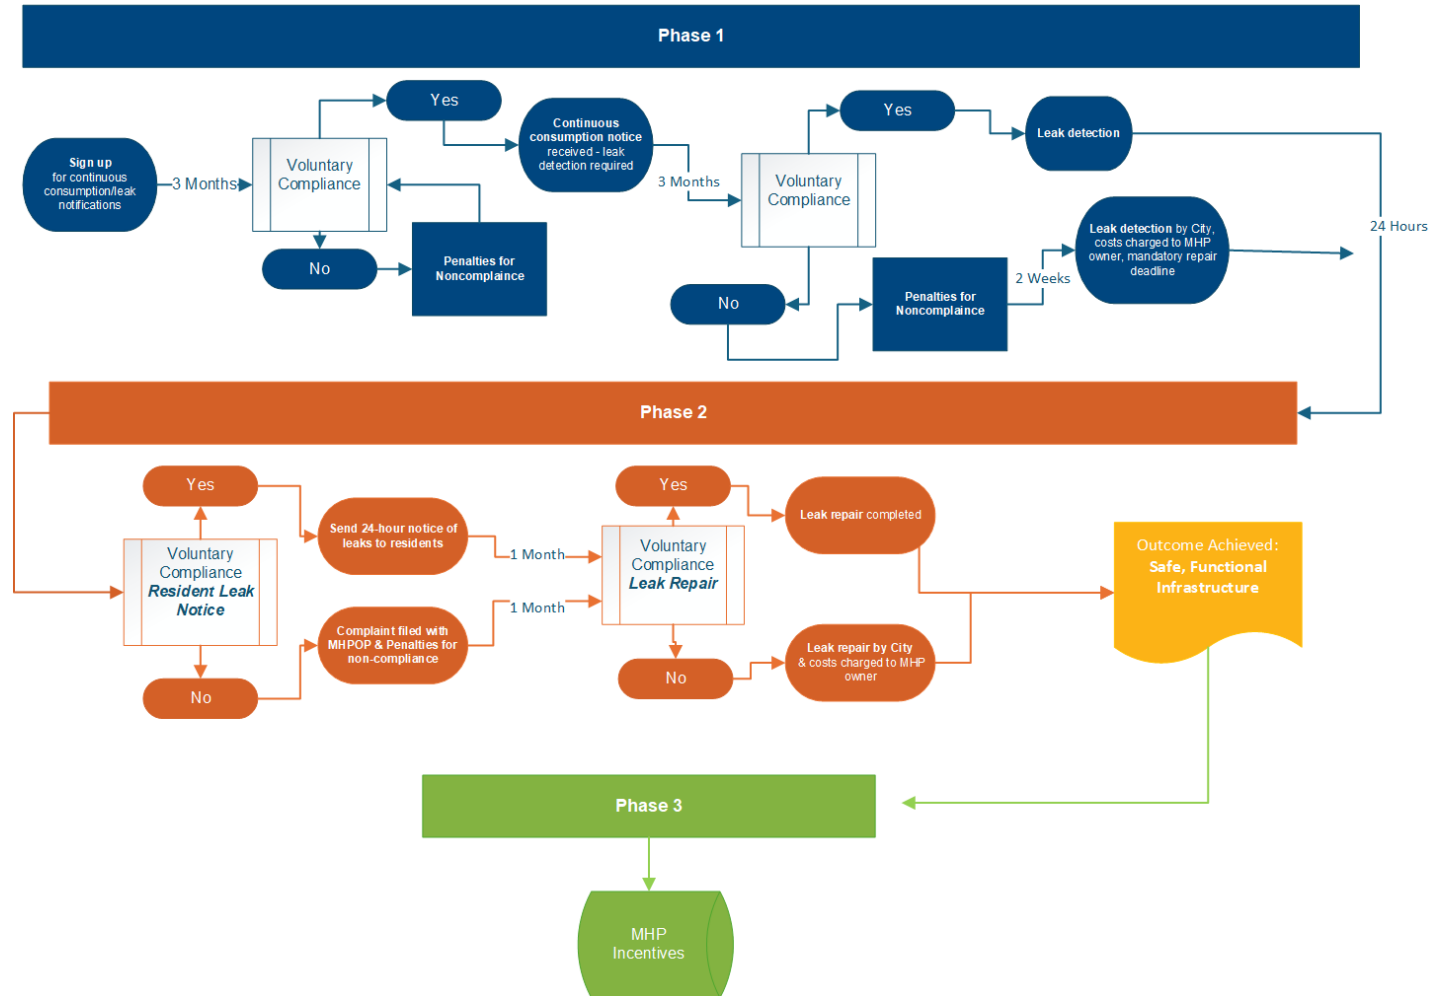 Phase 1
Sign up
for continuous
consumption/leak
notifications
3 Months
Voluntary
Compliance
Yes
No
Penalties for
Noncomplaince
Continuous
consumption notice
received - leak
detection required
3 Months
Voluntary
Compliance
Yes
No
Penalties for
Noncomplaince
2 Weeks
Leak detection
Leak detection by City,
costs charged to MHP
owner, mandatory repair
deadline
24 Hours
Phase 2
Voluntary
Compliance
Resident Leak
Notice
Yes
No
Send 24-hour notice of
leaks to residents
Complaint filed with
MHPOP & Penalties for
non-compliance
1 Month
1 Month
Voluntary
Compliance
Leak Repair
Yes
No
Leak repair completed
Leak repair by City
& costs charged to MHP
owner
Outcome Achieved:
Safe, Functional
Infrastructure
Phase 3
MHP
Incentives